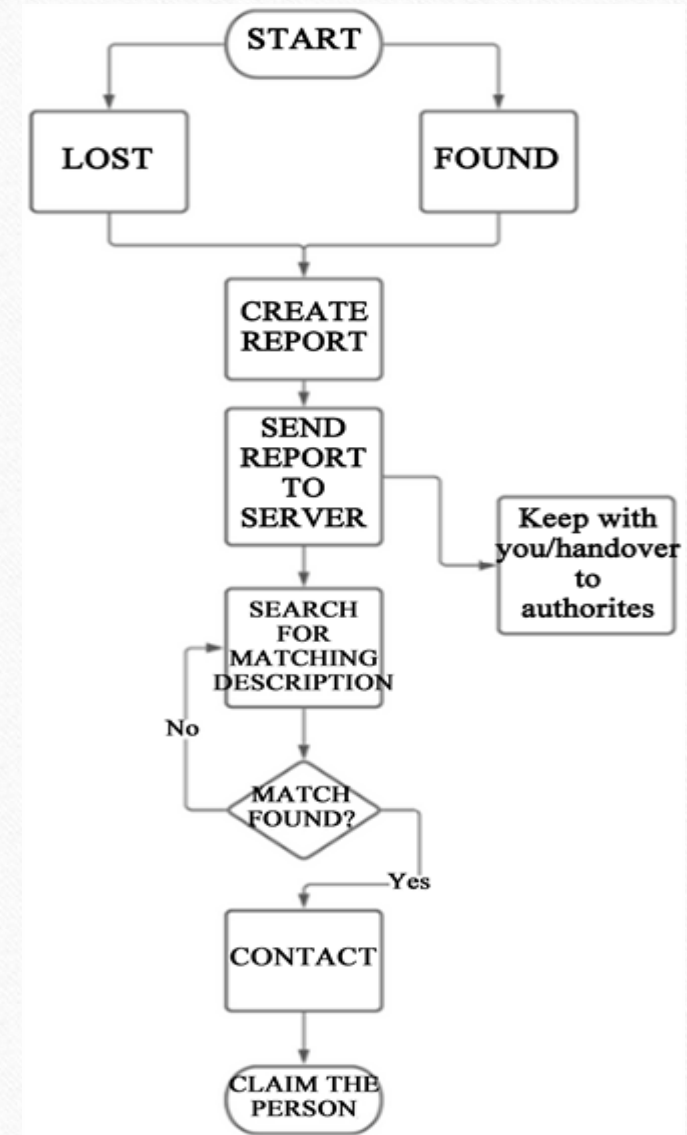 START
LOST
FOUND
CREATE
REPORT
SEND
REPORT
TO
SERVER
Keep with
you/handover
to
authorites
SEARCH
FOR
MATCHING
DESCRIPTION
No
MATCH
FOUND?
Yes
CONTACT
CLAIM THE
PERSON